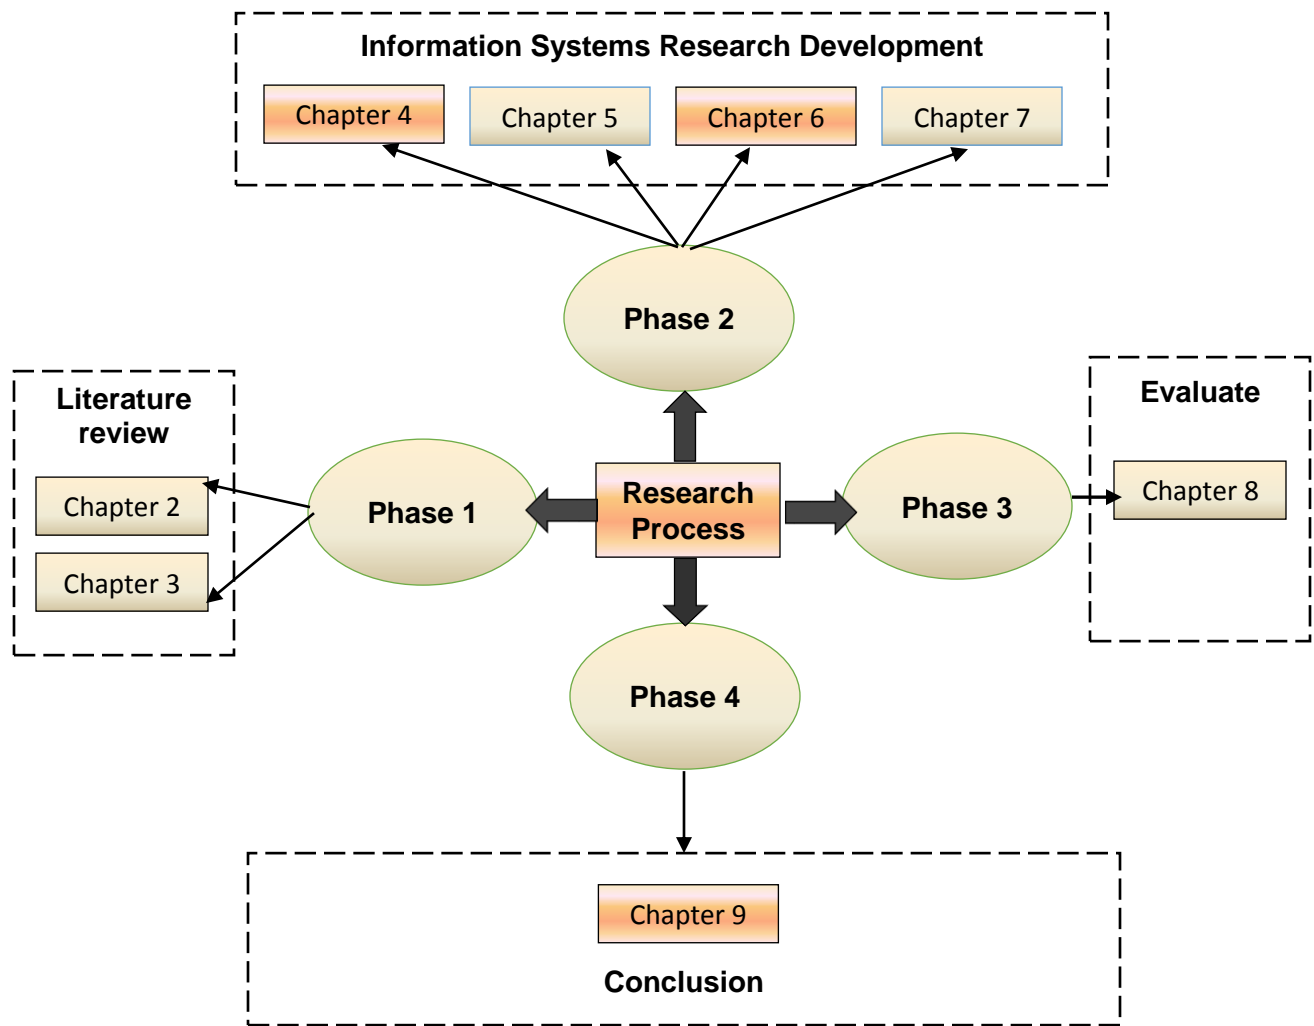 Information Systems Research Development
Chapter 4
Chapter 5
Chapter 6
Chapter 7
Phase 2
Literature
review
Chapter 2
Chapter 3
Phase 1
Research
Process
Phase 3
Evaluate
Chapter 8
Phase 4
Chapter 9
Conclusion